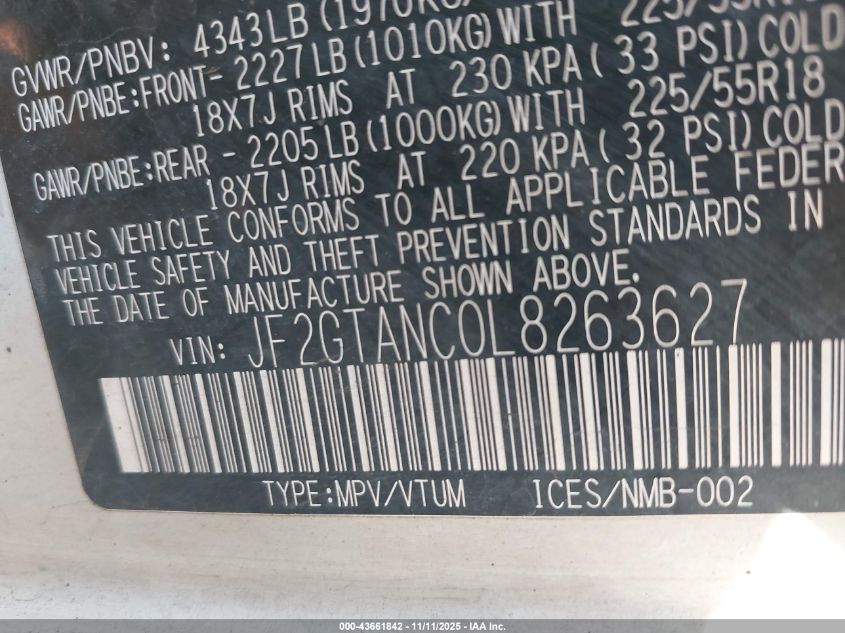 GVWR/PNBV: 4343LB (1970KG)
GAWR/PNBE:FRONT- 2227LB (1010KG) WITH 225/55R18
18X7J RIMS AT 230 KPA ( 33 PSI) COLD
GAWR/PNBE:REAR - 2205LB (1000KG) WITH 225/55R18
18X7J RIMS AT 220 KPA ( 32 PSI) COLD
THIS VEHICLE CONFORMS TO ALL APPLICABLE FEDER
VEHICLE SAFETY AND THEFT PREVENTION STANDARDS IN
THE DATE OF MANUFACTURE SHOWN ABOVE.
VIN: JF2GTANC0L8263627
TYPE:MPV/VTUM ICES/NMB-002
000-43661842 - 11/11/2025 - IAA Inc.